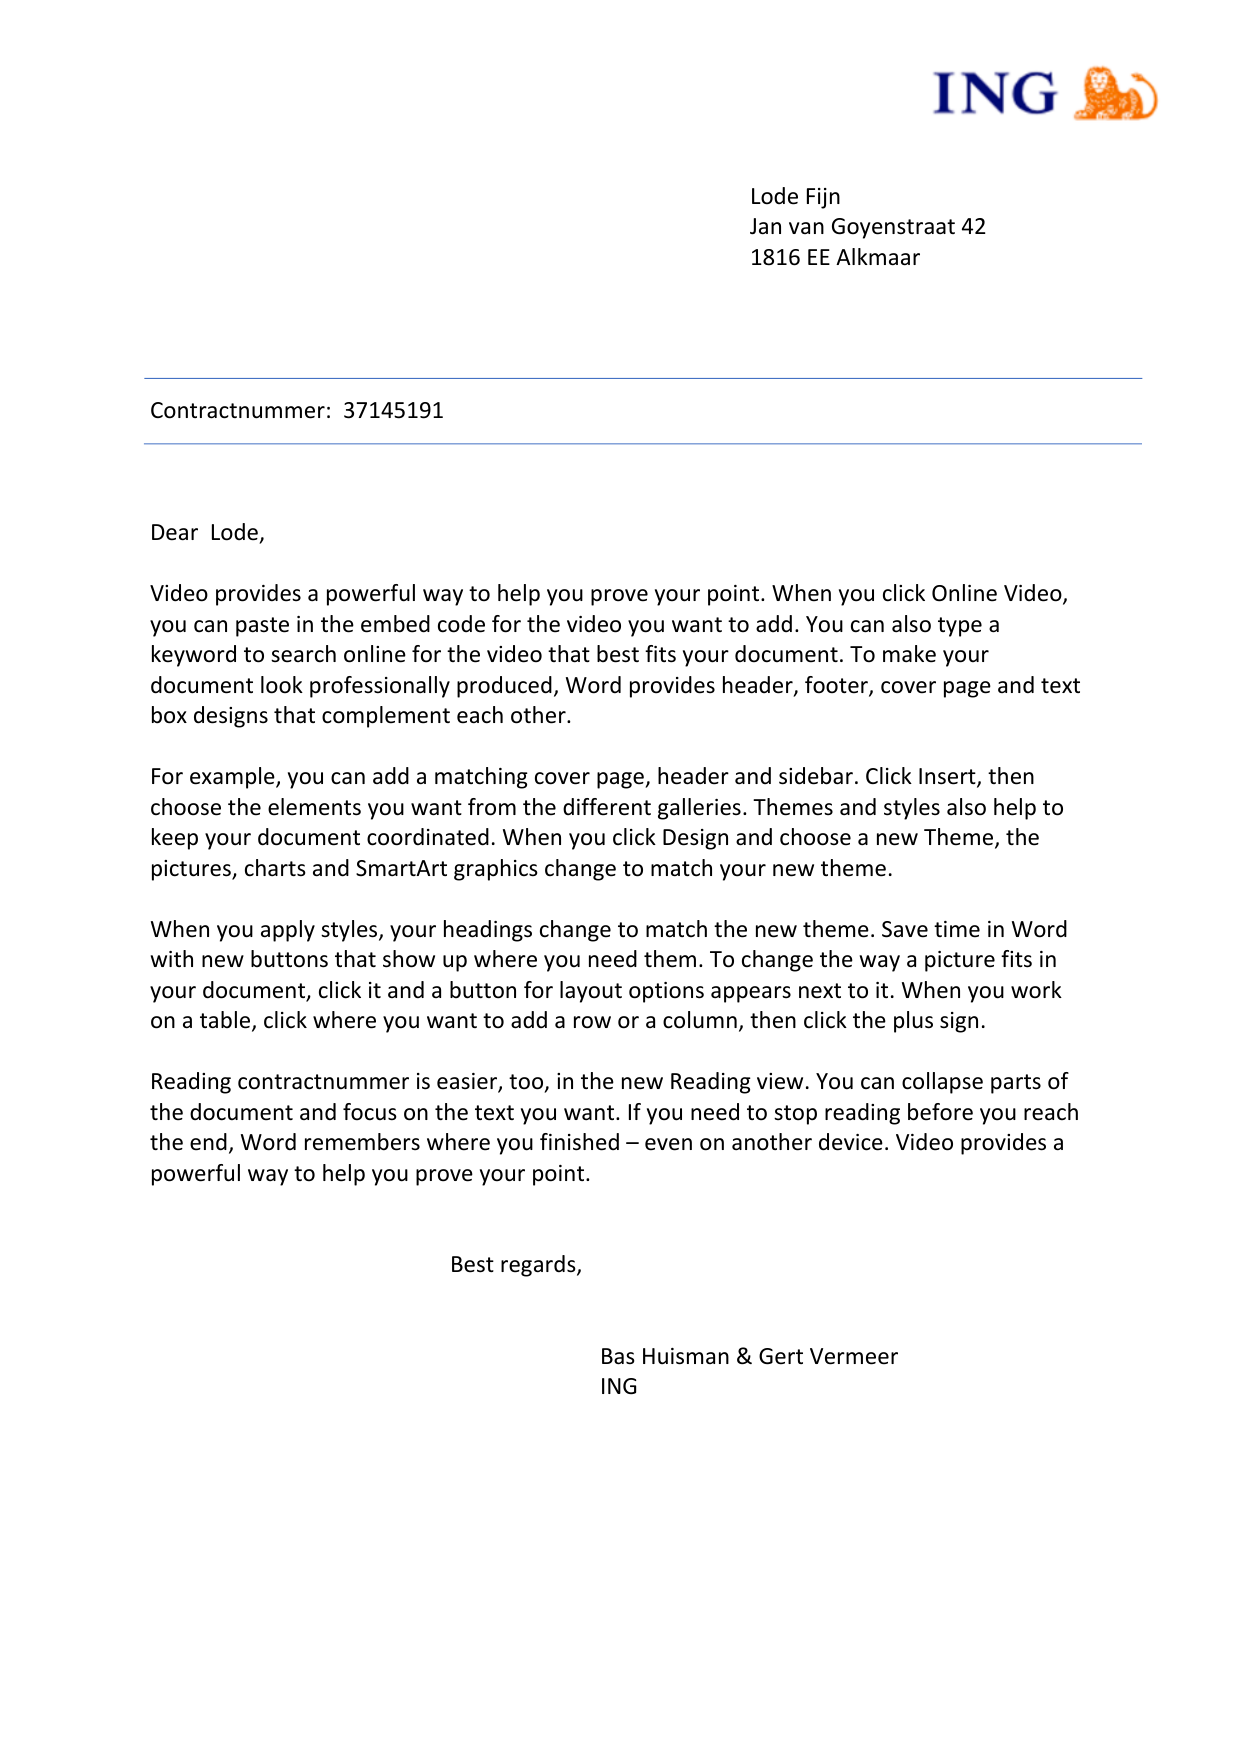 ING
Lode Fijn
Jan van Goyenstraat 42
1816 EE Alkmaar
Contractnummer:  37145191
Dear  Lode,
Video provides a powerful way to help you prove your point. When you click Online Video,
you can paste in the embed code for the video you want to add. You can also type a
keyword to search online for the video that best fits your document. To make your
document look professionally produced, Word provides header, footer, cover page and text
box designs that complement each other.
For example, you can add a matching cover page, header and sidebar. Click Insert, then
choose the elements you want from the different galleries. Themes and styles also help to
keep your document coordinated. When you click Design and choose a new Theme, the
pictures, charts and SmartArt graphics change to match your new theme.
When you apply styles, your headings change to match the new theme. Save time in Word
with new buttons that show up where you need them. To change the way a picture fits in
your document, click it and a button for layout options appears next to it. When you work
on a table, click where you want to add a row or a column, then click the plus sign.
Reading contractnummer is easier, too, in the new Reading view. You can collapse parts of
the document and focus on the text you want. If you need to stop reading before you reach
the end, Word remembers where you finished – even on another device. Video provides a
powerful way to help you prove your point.
Best regards,
Bas Huisman & Gert Vermeer
ING